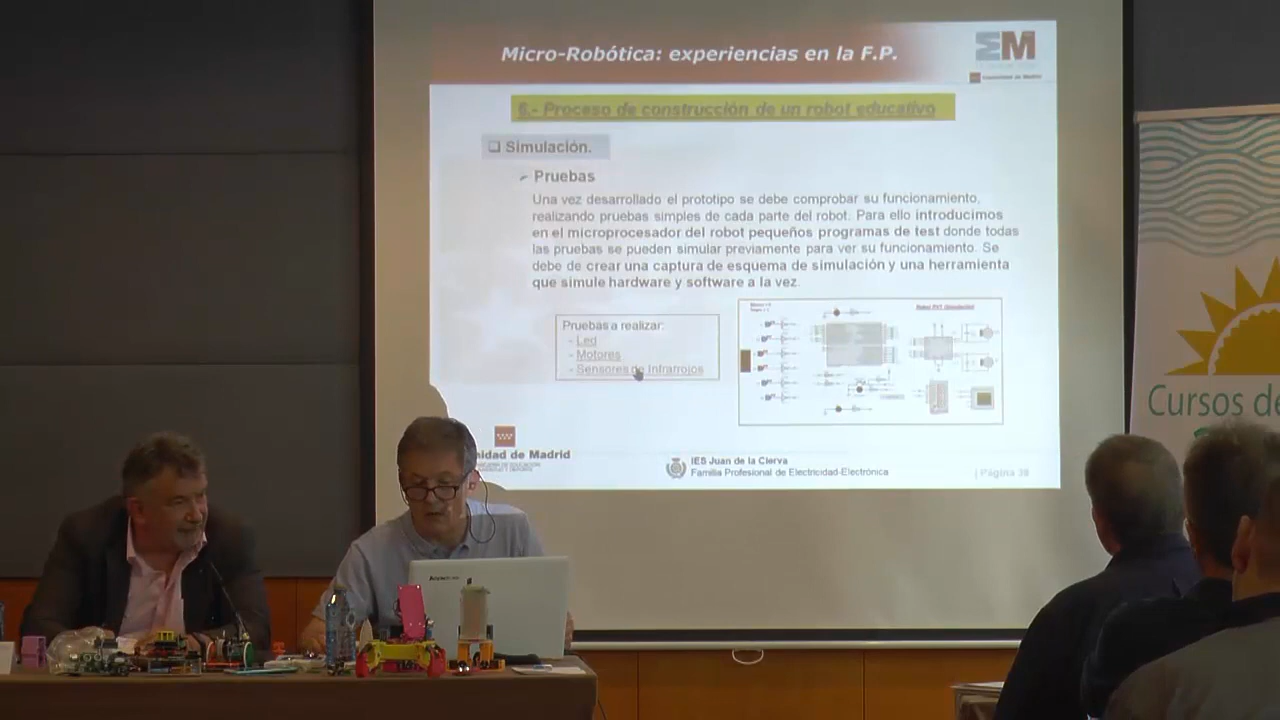 Micro-Robótica: experiencias en la F.P.
EM
Comunidad de Madrid
6.- Proceso de construcción de un robot educativo
Simulación.
Pruebas
Una vez desarrollado el prototipo se debe comprobar su funcionamiento,
realizando pruebas simples de cada parte del robot. Para ello introducimos
en el microprocesador del robot pequeños programas de test donde todas
las pruebas se pueden simular previamente para ver su funcionamiento. Se
debe de crear una captura de esquema de simulación y una herramienta
que simule hardware y software a la vez.
Pruebas a realizar:
- Led
- Motores
- Sensores de Infrarrojos
nidad de Madrid
IES Juan de la Cierva
Familia Profesional de Electricidad-Electrónica
| Página 38
Cursos de